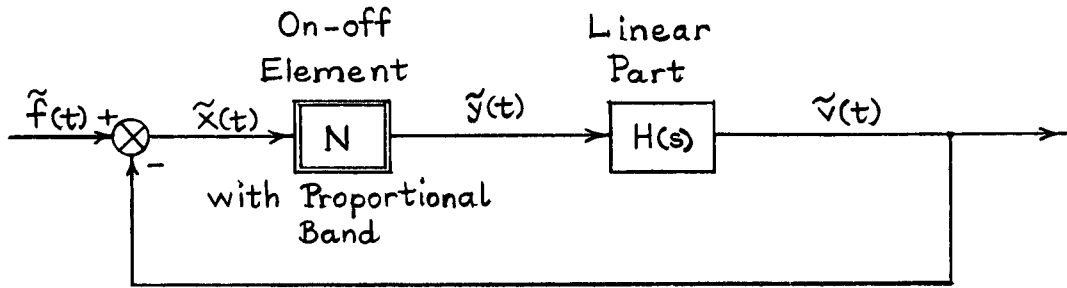 On-off
Element
Linear
Part
f̃(t)
+
x̃(t)
N
ỹ(t)
H(s)
ṽ(t)
-
with Proportional
Band